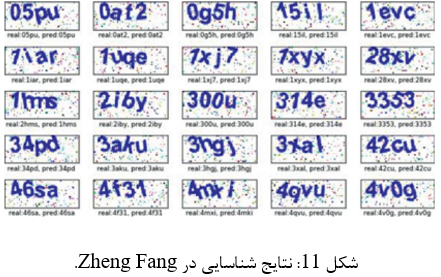 05pu 0at2 0g5h 15il 1evc
real:05pu, pred:05pu real:0at2, pred:0at2 real:0g5h, pred:0g5h real:15il, pred:15il real:1evc, pred:1evc
1iar 1uqe 1xj7 1xyx 28xv
real:1iar, pred:1iar real:1uqe, pred:1uqe real:1xj7, pred:1xj7 real:1xyx, pred:1xyx real:28xv, pred:28xv
1hms 2iby 300u 314e 3353
real:2hms, pred:1hms real:2iby, pred:2iby real:300u, pred:300u real:314e, pred:314e real:3353, pred:3353
34pd 3aku 3hgj 3xal 42cu
real:34pd, pred:34pd real:3aku, pred:3aku real:3hgj, pred:3hgj real:3xal, pred:3xal real:42cu, pred:42cu
46sa 4f31 4mxi 4qvu 4v0g
real:46sa, pred:46sa real:4f31, pred:4f31 real:4mxi, pred:4mki real:4qvu, pred:4qvu real:4v0g, pred:4v0g
شکل 11: نتایج شناسایی در Zheng Fang.